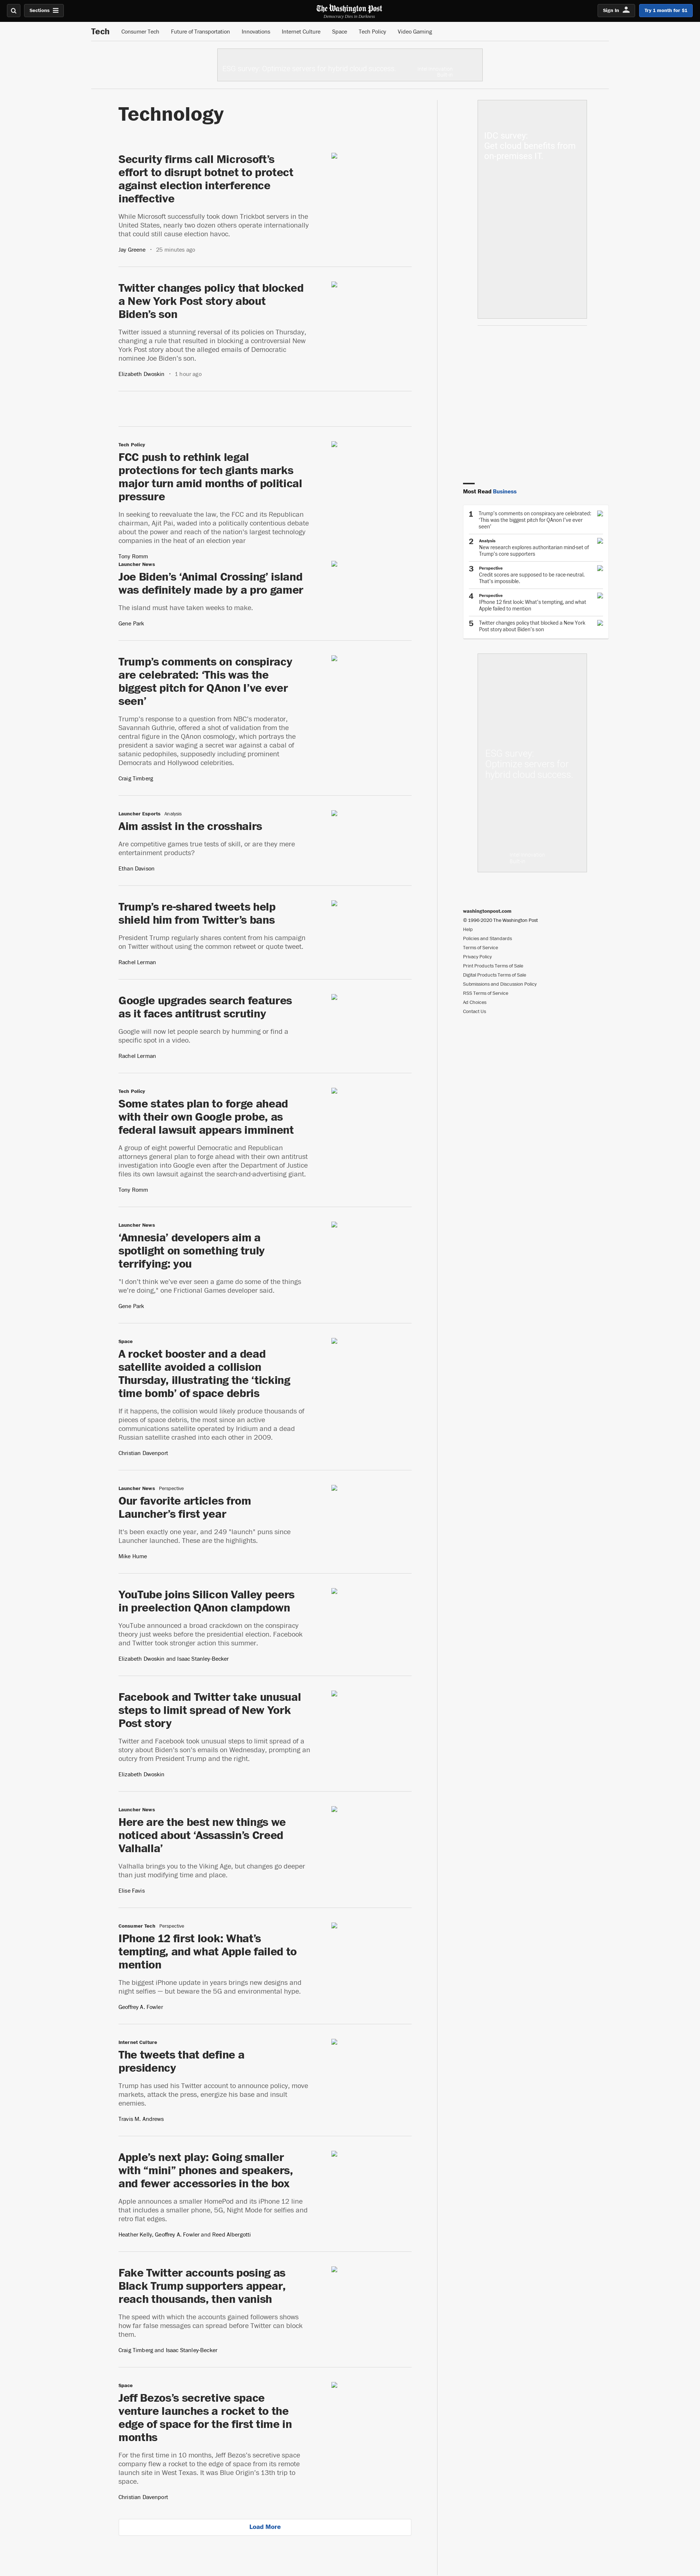 Sections
The Washington Post
Democracy Dies in Darkness
Sign In
Try 1 month for $1
Tech
Consumer Tech
Future of Transportation
Innovations
Internet Culture
Space
Tech Policy
Video Gaming
Technology
Security firms call Microsoft’s
effort to disrupt botnet to protect
against election interference
ineffective
While Microsoft successfully took down Trickbot servers in the
United States, nearly two dozen others operate internationally
that could still cause election havoc.
Jay Greene • 25 minutes ago
Twitter changes policy that blocked
a New York Post story about
Biden’s son
Twitter issued a stunning reversal of its policies on Thursday,
changing a rule that resulted in blocking a controversial New
York Post story about the alleged emails of Democratic
nominee Joe Biden's son.
Elizabeth Dwoskin • 1 hour ago
Tech Policy
FCC push to rethink legal
protections for tech giants marks
major turn amid months of political
pressure
In seeking to reevaluate the law, the FCC and its Republican
chairman, Ajit Pai, waded into a politically contentious debate
about the power and reach of the nation's largest technology
companies in the heat of an election year
Tony Romm
Launcher News
Joe Biden’s ‘Animal Crossing’ island
was definitely made by a pro gamer
The island must have taken weeks to make.
Gene Park
Trump’s comments on conspiracy
are celebrated: ‘This was the
biggest pitch for QAnon I’ve ever
seen’
Trump's response to a question from NBC's moderator,
Savannah Guthrie, offered a shot of validation from the
central figure in the QAnon cosmology, which portrays the
president a savior waging a secret war against a cabal of
satanic pedophiles, supposedly including prominent
Democrats and Hollywood celebrities.
Craig Timberg
Launcher Esports Analysis
Aim assist in the crosshairs
Are competitive games true tests of skill, or are they mere
entertainment products?
Ethan Davison
Trump’s re-shared tweets help
shield him from Twitter’s bans
President Trump regularly shares content from his campaign
on Twitter without using the common retweet or quote tweet.
Rachel Lerman
Google upgrades search features
as it faces antitrust scrutiny
Google will now let people search by humming or find a
specific spot in a video.
Rachel Lerman
Tech Policy
Some states plan to forge ahead
with their own Google probe, as
federal lawsuit appears imminent
A group of eight powerful Democratic and Republican
attorneys general plan to forge ahead with their own antitrust
investigation into Google even after the Department of Justice
files its own lawsuit against the search-and-advertising giant.
Tony Romm
Launcher News
‘Amnesia’ developers aim a
spotlight on something truly
terrifying: you
"I don't think we've ever seen a game do some of the things
we're doing," one Frictional Games developer said.
Gene Park
Space
A rocket booster and a dead
satellite avoided a collision
Thursday, illustrating the ‘ticking
time bomb’ of space debris
If it happens, the collision would likely produce thousands of
pieces of space debris, the most since an active
communications satellite operated by Iridium and a dead
Russian satellite crashed into each other in 2009.
Christian Davenport
Launcher News Perspective
Our favorite articles from
Launcher’s first year
It's been exactly one year, and 249 "launch" puns since
Launcher launched. These are the highlights.
Mike Hume
YouTube joins Silicon Valley peers
in preelection QAnon clampdown
YouTube announced a broad crackdown on the conspiracy
theory just weeks before the presidential election. Facebook
and Twitter took stronger action this summer.
Elizabeth Dwoskin and Isaac Stanley-Becker
Facebook and Twitter take unusual
steps to limit spread of New York
Post story
Twitter and Facebook took unusual steps to limit spread of a
story about Biden's son's emails on Wednesday, prompting an
outcry from President Trump and the right.
Elizabeth Dwoskin
Launcher News
Here are the best new things we
noticed about ‘Assassin’s Creed
Valhalla’
Valhalla brings you to the Viking Age, but changes go deeper
than just modifying time and place.
Elise Favis
Consumer Tech Perspective
IPhone 12 first look: What’s
tempting, and what Apple failed to
mention
The biggest iPhone update in years brings new designs and
night selfies — but beware the 5G and environmental hype.
Geoffrey A. Fowler
Internet Culture
The tweets that define a
presidency
Trump has used his Twitter account to announce policy, move
markets, attack the press, energize his base and insult
enemies.
Travis M. Andrews
Apple’s next play: Going smaller
with “mini” phones and speakers,
and fewer accessories in the box
Apple announces a smaller HomePod and its iPhone 12 line
that includes a smaller phone, 5G, Night Mode for selfies and
retro flat edges.
Heather Kelly, Geoffrey A. Fowler and Reed Albergotti
Fake Twitter accounts posing as
Black Trump supporters appear,
reach thousands, then vanish
The speed with which the accounts gained followers shows
how far false messages can spread before Twitter can block
them.
Craig Timberg and Isaac Stanley-Becker
Space
Jeff Bezos’s secretive space
venture launches a rocket to the
edge of space for the first time in
months
For the first time in 10 months, Jeff Bezos's secretive space
company flew a rocket to the edge of space from its remote
launch site in West Texas. It was Blue Origin's 13th trip to
space.
Christian Davenport
Load More
IDC survey:
Get cloud benefits from
on-premises IT
Most Read Business
1 Trump’s comments on conspiracy are celebrated:
‘This was the biggest pitch for QAnon I’ve ever
seen’
2 Analysis
New research explores authoritarian mind-set of
Trump’s core supporters
3 Perspective
Credit scores are supposed to be race-neutral.
That’s impossible.
4 Perspective
IPhone 12 first look: What’s tempting, and what
Apple failed to mention
5 Twitter changes policy that blocked a New York
Post story about Biden’s son
washingtonpost.com
© 1996-2020 The Washington Post
Help
Policies and Standards
Terms of Service
Privacy Policy
Print Products Terms of Sale
Digital Products Terms of Sale
Submissions and Discussion Policy
RSS Terms of Service
Ad Choices
Contact Us